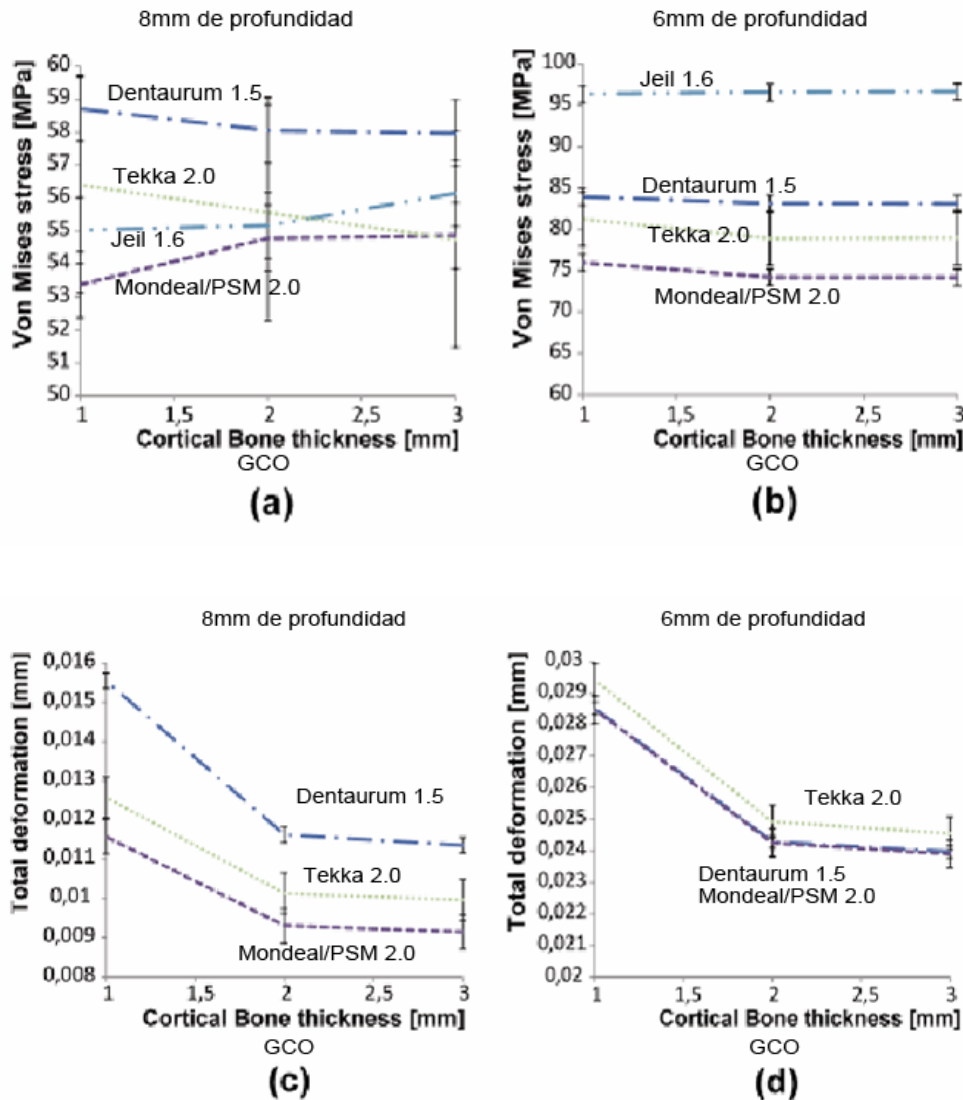 8mm de profundidad
Von Mises stress [MPa]
60
59
58
57
56
55
54
53
52
51
50
Dentaurum 1.5
Tekka 2.0
Jeil 1.6
Mondeal/PSM 2.0
1
1,5
2
2,5
3
Cortical Bone thickness [mm]
GCO
(a)
6mm de profundidad
Von Mises stress [MPa]
100
95
90
85
80
75
70
65
60
Jeil 1.6
Dentaurum 1.5
Tekka 2.0
Mondeal/PSM 2.0
1
1,5
2
2,5
3
Cortical Bone thickness [mm]
GCO
(b)
8mm de profundidad
Total deformation [mm]
0,016
0,015
0,014
0,013
0,012
0,011
0,01
0,009
0,008
Dentaurum 1.5
Tekka 2.0
Mondeal/PSM 2.0
1
1,5
2
2,5
3
Cortical Bone thickness [mm]
GCO
(c)
6mm de profundidad
Total deformation [mm]
0,03
0,029
0,028
0,027
0,026
0,025
0,024
0,023
0,022
0,021
0,02
Tekka 2.0
Dentaurum 1.5
Mondeal/PSM 2.0
1
1,5
2
2,5
3
Cortical Bone thickness [mm]
GCO
(d)